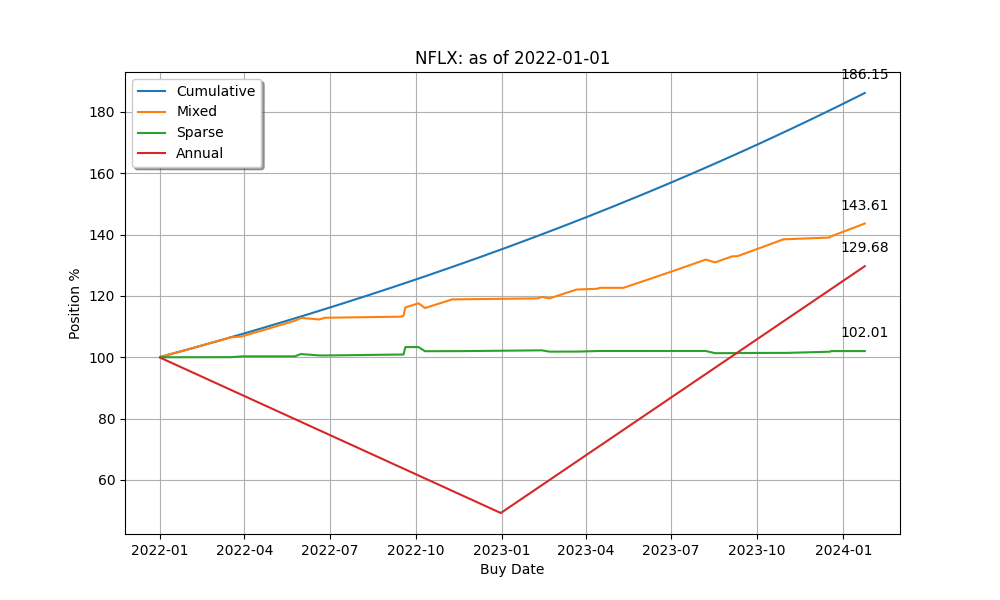 NFLX: as of 2022-01-01
186.15
Cumulative
Mixed
Sparse
Annual
180
160
143.61
140
129.68
120
102.01
100
80
60
Position %
2022-01 2022-04 2022-07 2022-10 2023-01 2023-04 2023-07 2023-10 2024-01
Buy Date